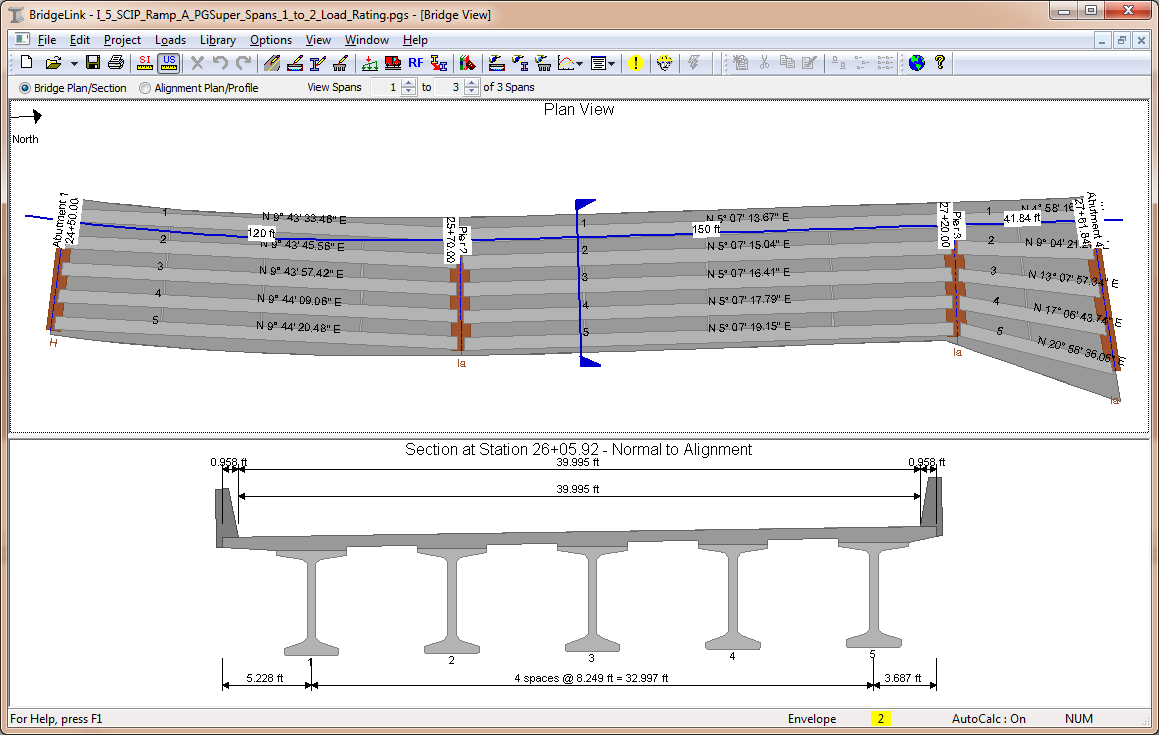 BridgeLink - I_5_SCIP_Ramp_A_PGSuper_Spans_1_to_2_Load_Rating.pgs - [Bridge View]
File Edit Project Loads Library Options View Window Help
SI US RF
Bridge Plan/Section Alignment Plan/Profile View Spans 1 to 3 of 3 Spans
Plan View
North
Abutment 1
24+50.00
1 N 9° 43' 33.46" E
120 ft
2 N 9° 43' 45.56" E
3 N 9° 43' 57.42" E
4 N 9° 44' 09.06" E
5 N 9° 44' 20.48" E
H
Pier 2
25+70.00
Ia
1 N 5° 07' 13.67" E
150 ft
2 N 5° 07' 15.04" E
3 N 5° 07' 16.41" E
4 N 5° 07' 17.79" E
5 N 5° 07' 19.15" E
Pier 3
27+20.00
Ia
1 N 4° 58' 16
41.84 ft
2 N 9° 04' 21
3 N 13° 07' 57.34" E
4 N 17° 06' 43.74" E
5 N 20° 58' 36.05" E
Abutment 4
27+61.84
Ia
Section at Station 26+05.92 - Normal to Alignment
0.958 ft 39.995 ft 0.958 ft
39.995 ft
1 2 3 4 5
5.228 ft 4 spaces @ 8.249 ft = 32.997 ft 3.687 ft
For Help, press F1 Envelope 2 AutoCalc : On NUM